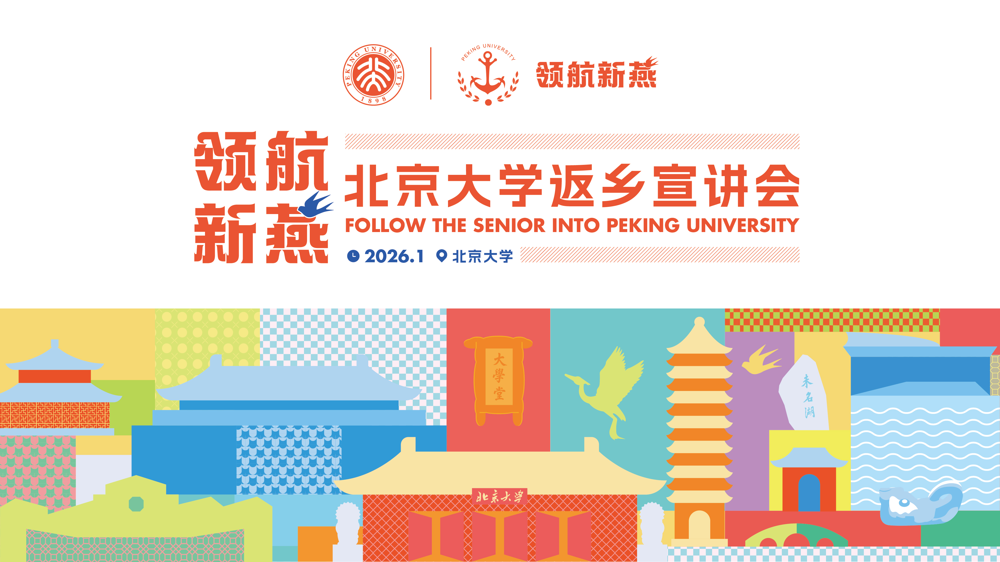 PEKING UNIVERSITY
1898
PEKING UNIVERSITY
领航新燕
领航
新燕
北京大学返乡宣讲会
FOLLOW THE SENIOR INTO PEKING UNIVERSITY
2026.1 北京大学
大學堂
未名湖
北京大学